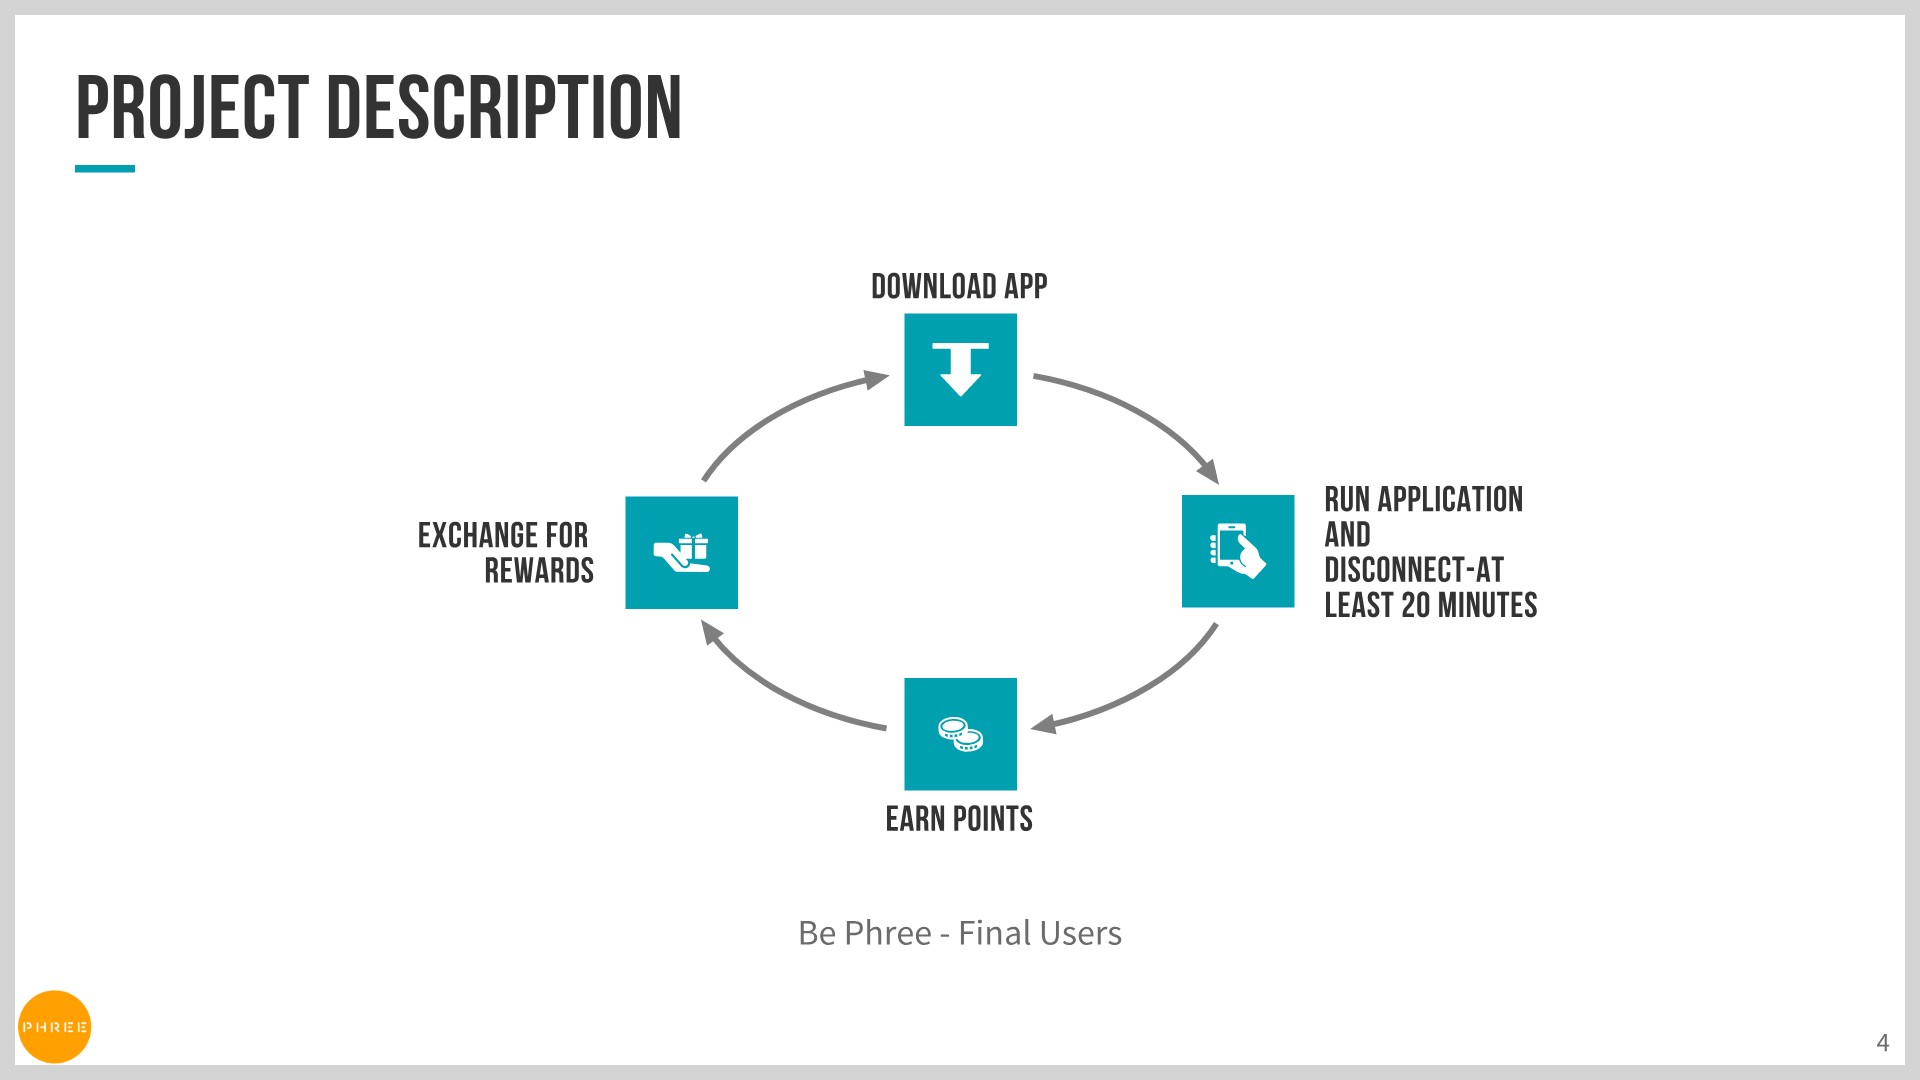 PROJECT DESCRIPTION
DOWNLOAD APP
EXCHANGE FOR
REWARDS
RUN APPLICATION
AND
DISCONNECT-AT
LEAST 20 MINUTES
EARN POINTS
Be Phree - Final Users
PHREE
4